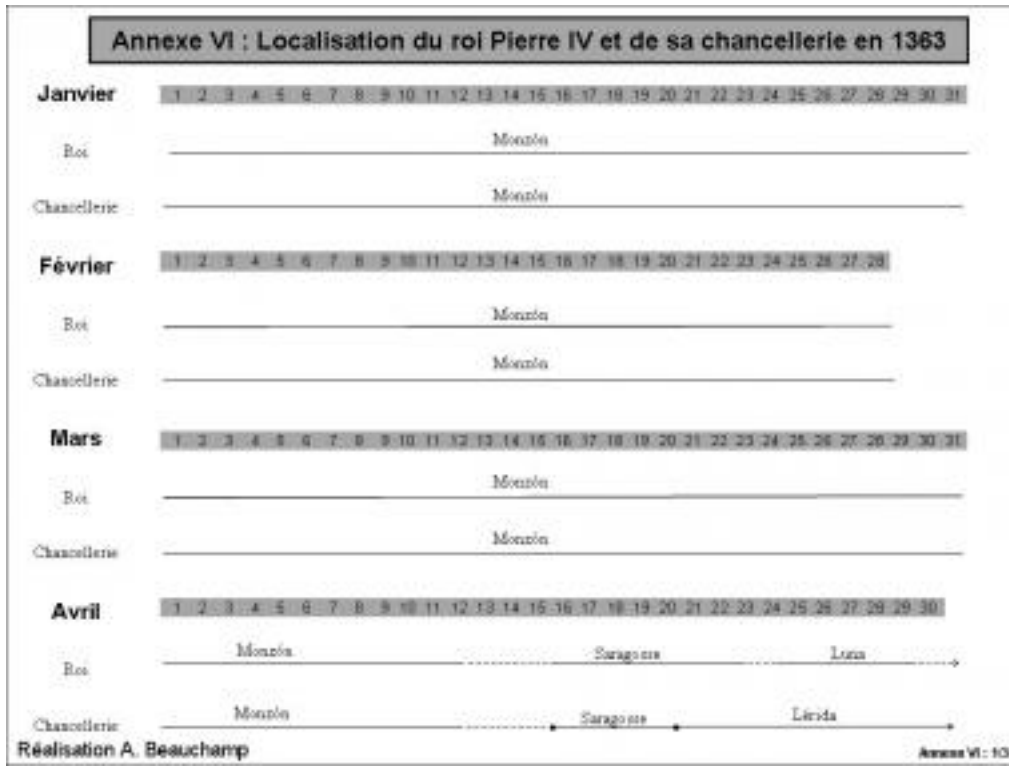 Annexe VI : Localisation du roi Pierre IV et de sa chancellerie en 1363
Janvier 1 2 3 4 5 6 7 8 9 10 11 12 13 14 15 16 17 18 19 20 21 22 23 24 25 26 27 28 29 30 31
Roi Monzón
Chancellerie Monzón
Février 1 2 3 4 5 6 7 8 9 10 11 12 13 14 15 16 17 18 19 20 21 22 23 24 25 26 27 28
Roi Monzón
Chancellerie Monzón
Mars 1 2 3 4 5 6 7 8 9 10 11 12 13 14 15 16 17 18 19 20 21 22 23 24 25 26 27 28 29 30 31
Roi Monzón
Chancellerie Monzón
Avril 1 2 3 4 5 6 7 8 9 10 11 12 13 14 15 16 17 18 19 20 21 22 23 24 25 26 27 28 29 30
Roi Monzón Saragosse Luna
Chancellerie Monzón Saragosse Lérida
Réalisation A. Beauchamp
Annexe VI : 1/3